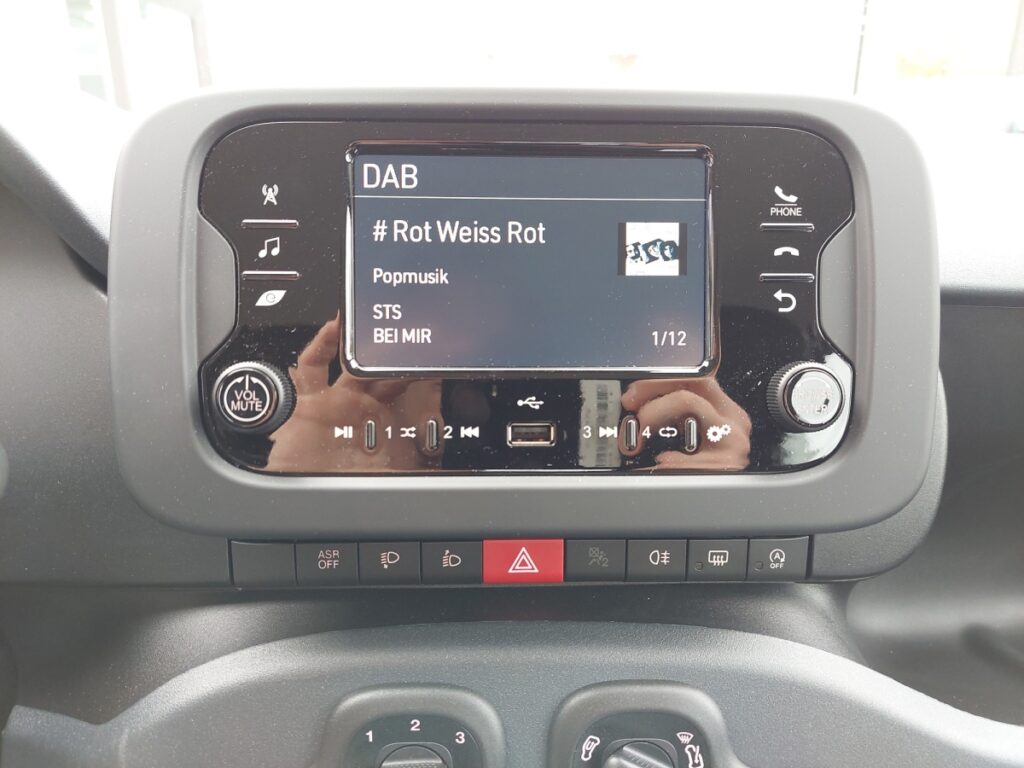 DAB
# Rot Weiss Rot
Popmusik
STS
BEI MIR
1/12
PHONE
VOL
MUTE
1 2 3 4
ASR
OFF
2
A
OFF
1 2 3